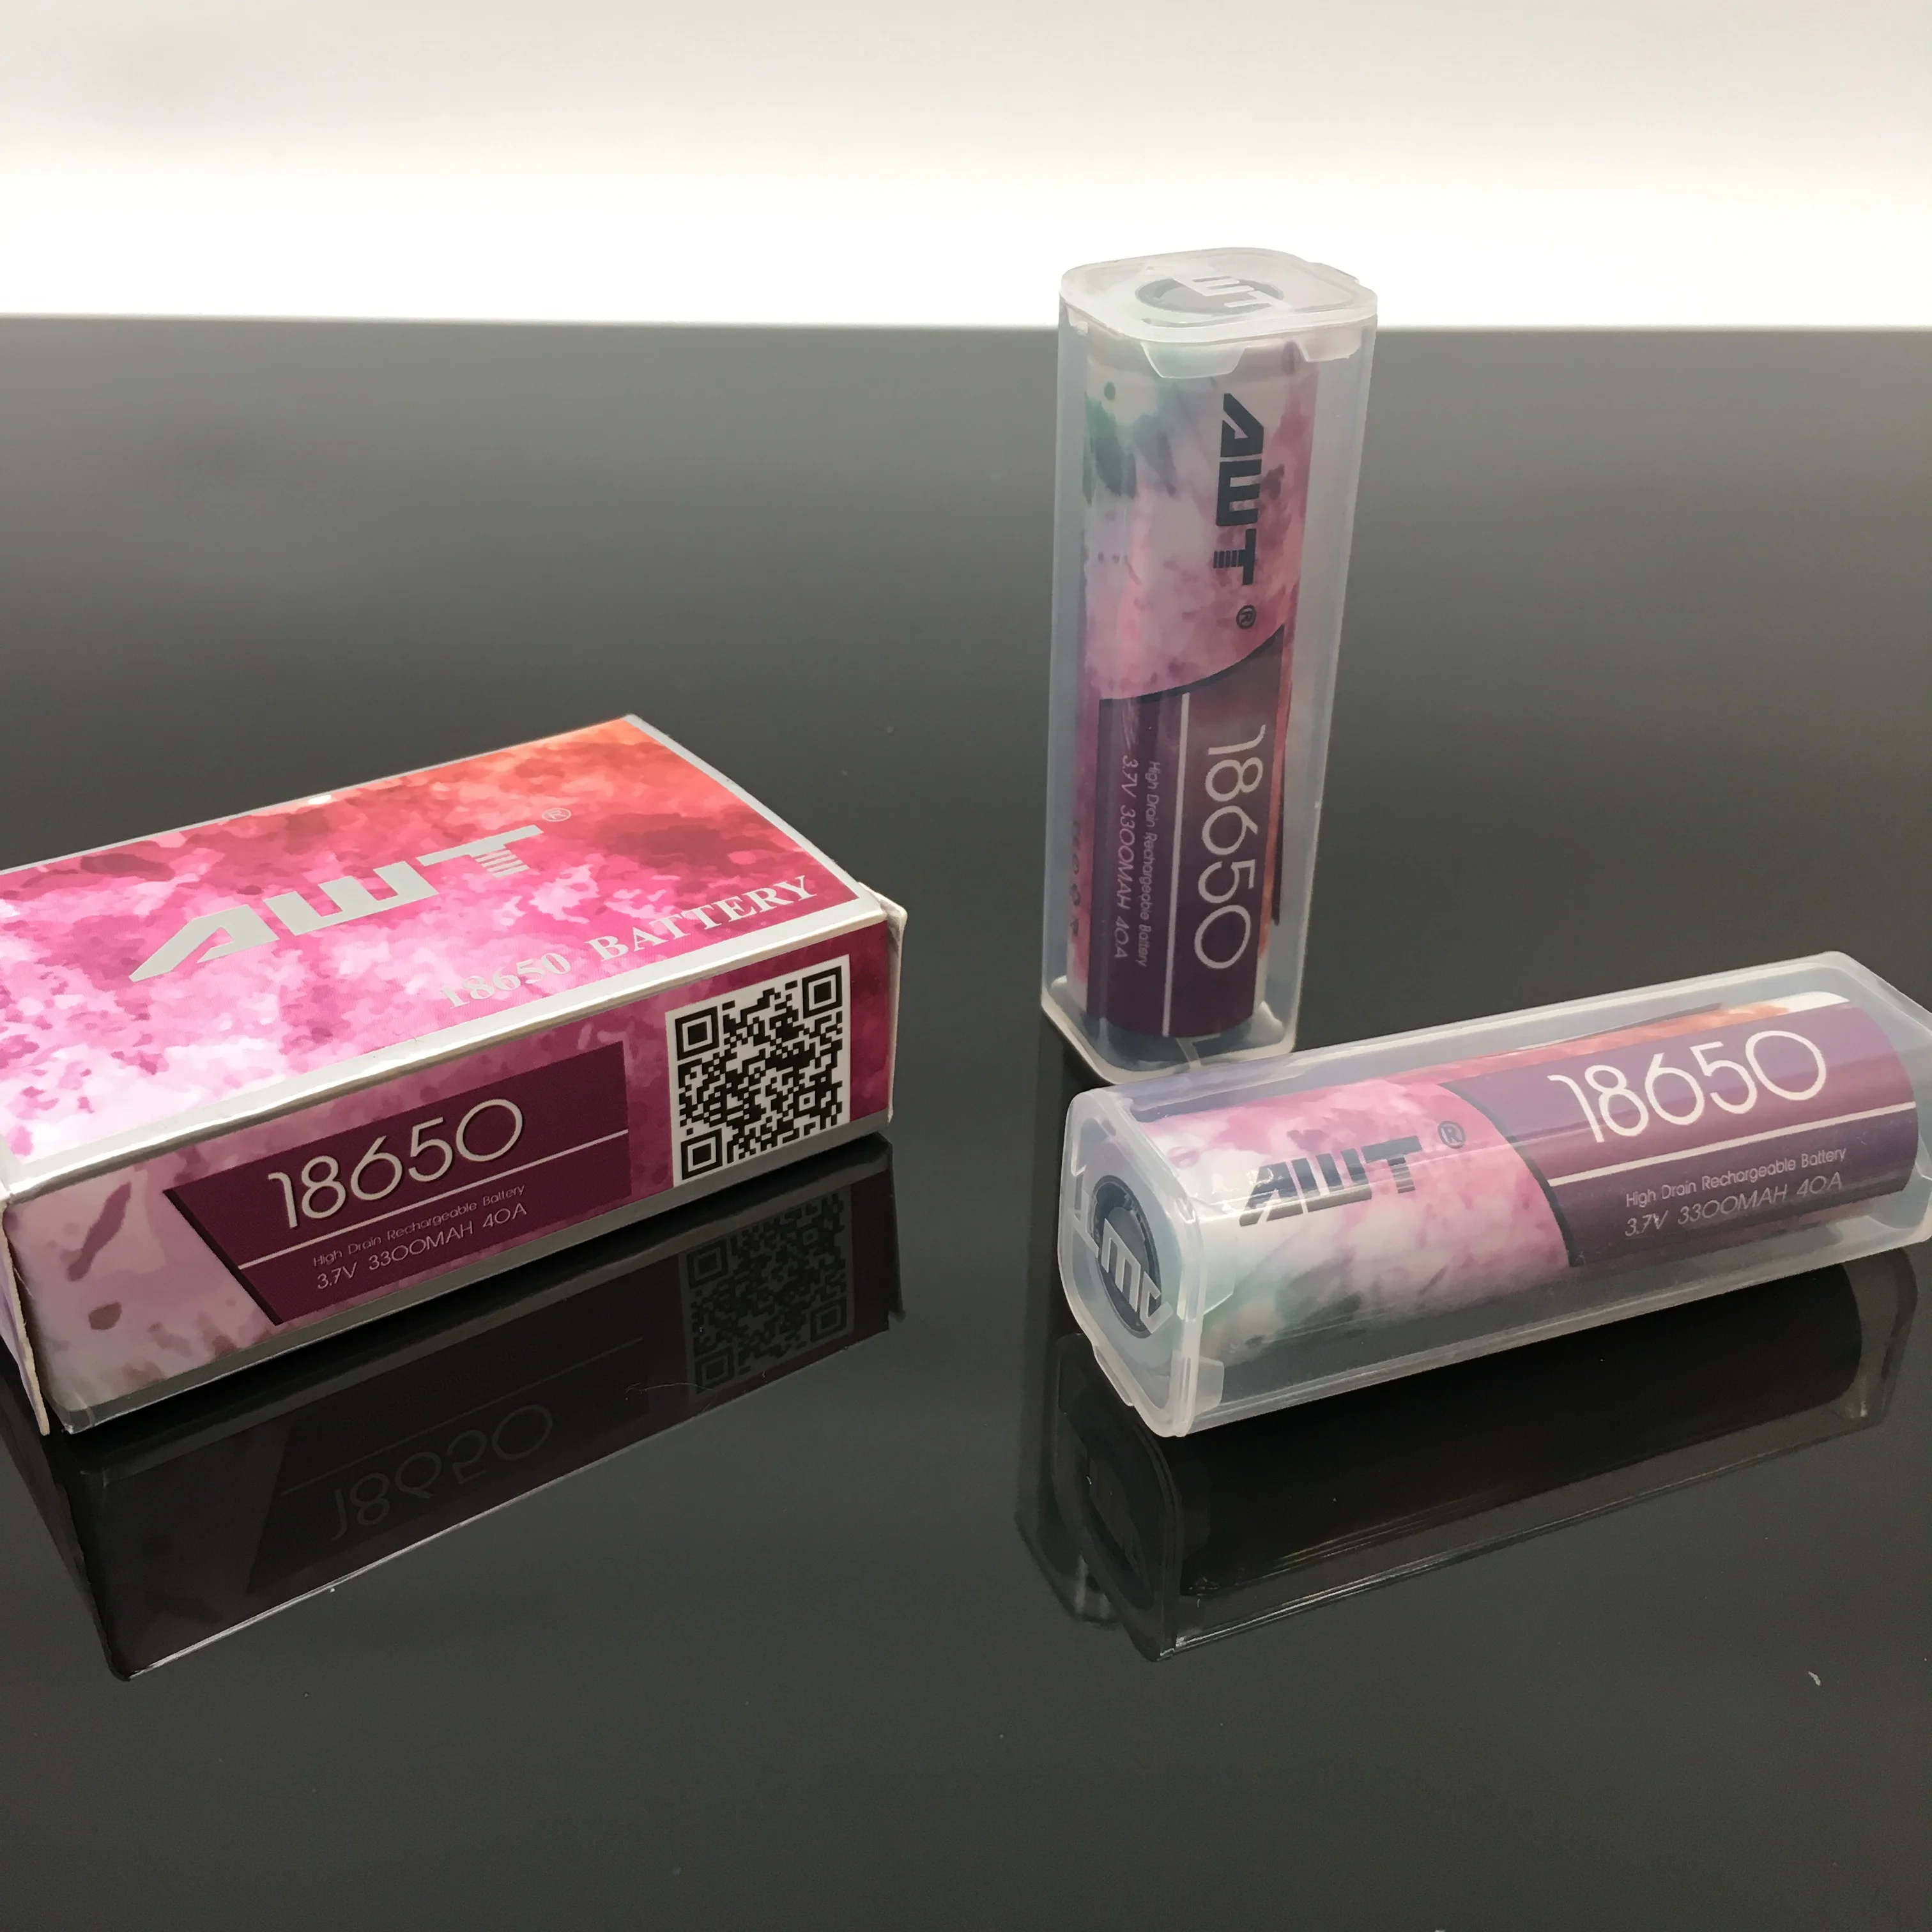 AWT®
18650 BATTERY
18650
High Drain Rechargeable Battery
3.7V 3300MAH 40A
AWT®
18650
High Drain Rechargeable Battery
3.7V 3300MAH 40A
AWT®
18650
High Drain Rechargeable Battery
3.7V 3300MAH 40A